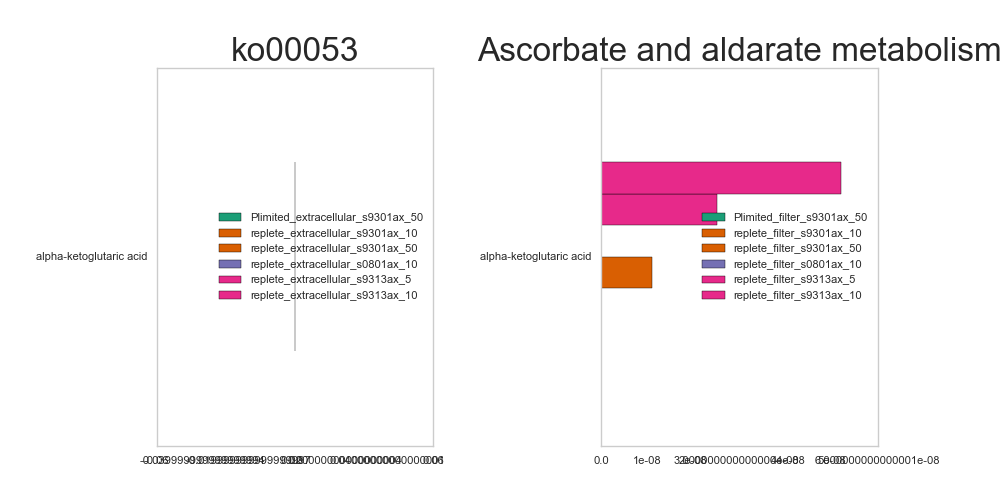 ko00053
Ascorbate and aldarate metabolism
alpha-ketoglutaric acid
Plimited_extracellular_s9301ax_50
replete_extracellular_s9301ax_10
replete_extracellular_s9301ax_50
replete_extracellular_s0801ax_10
replete_extracellular_s9313ax_5
replete_extracellular_s9313ax_10
alpha-ketoglutaric acid
Plimited_filter_s9301ax_50
replete_filter_s9301ax_10
replete_filter_s9301ax_50
replete_filter_s0801ax_10
replete_filter_s9313ax_5
replete_filter_s9313ax_10
0.0
1e-08